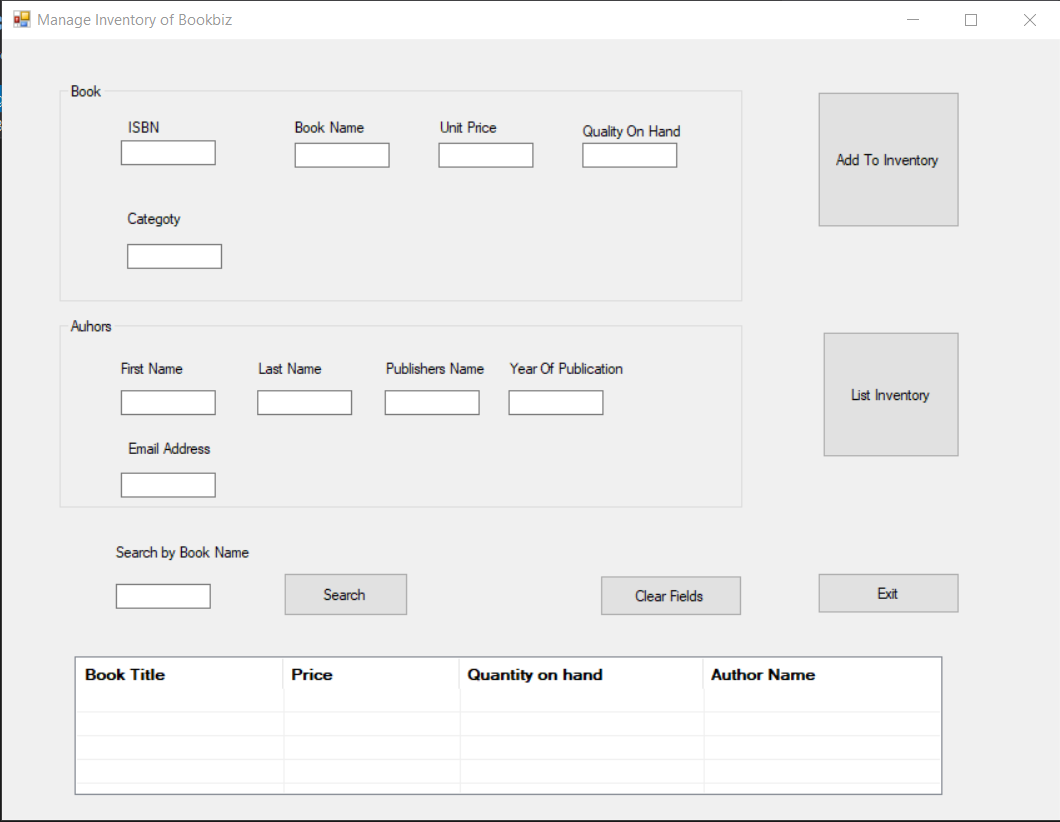 Manage Inventory of Bookbiz
Book
ISBN
Book Name
Unit Price
Quality On Hand
Add To Inventory
Categoty
Auhors
First Name
Last Name
Publishers Name
Year Of Publication
List Inventory
Email Address
Search by Book Name
Search
Clear Fields
Exit
Book Title
Price
Quantity on hand
Author Name